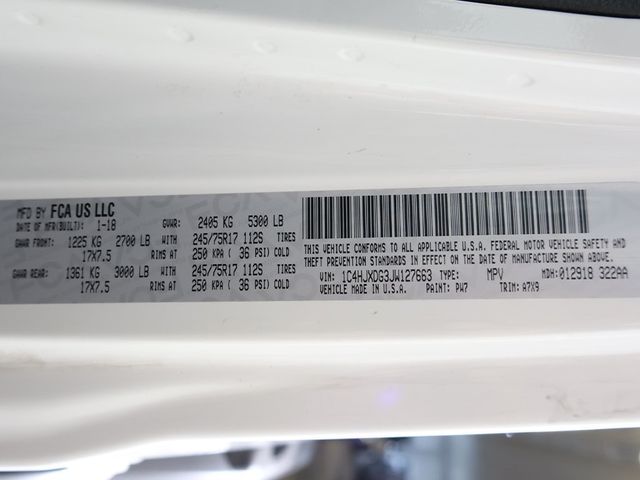 MFD BY FCA US LLC
DATE OF MFR(BUILT): 1-18 GVWR: 2405 KG 5300 LB
GAWR FRONT: 1225 KG 2700 LB WITH 245/75R17 112S TIRES
17X7.5 RIMS AT 250 KPA ( 36 PSI) COLD
GAWR REAR: 1361 KG 3000 LB WITH 245/75R17 112S TIRES
17X7.5 RIMS AT 250 KPA ( 36 PSI) COLD
THIS VEHICLE CONFORMS TO ALL APPLICABLE U.S.A. FEDERAL MOTOR VEHICLE SAFETY AND
THEFT PREVENTION STANDARDS IN EFFECT ON THE DATE OF MANUFACTURE SHOWN ABOVE.
VIN: 1C4HJXDG3JW127663 TYPE: MPV MDH: 012918 322AA
VEHICLE MADE IN U.S.A. PAINT: PW7 TRIM: A7X9